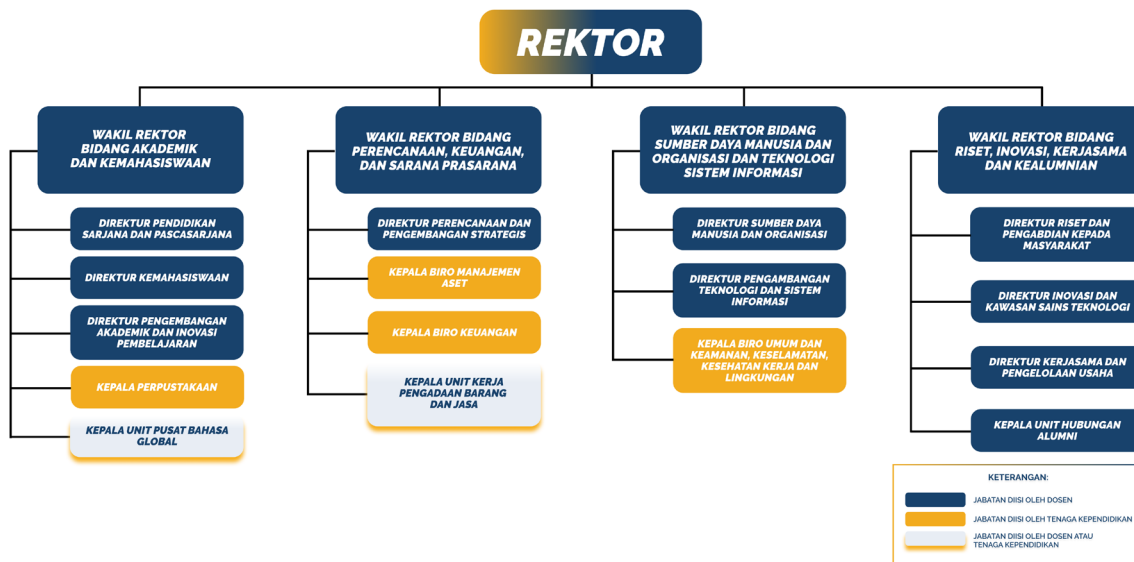 REKTOR
WAKIL REKTOR
BIDANG AKADEMIK
DAN KEMAHASISWAAN
DIREKTUR PENDIDIKAN
SARJANA DAN PASCASARJANA
DIREKTUR KEMAHASISWAAN
DIREKTUR PENGEMBANGAN
AKADEMIK DAN INOVASI
PEMBELAJARAN
KEPALA PERPUSTAKAAN
KEPALA UNIT PUSAT BAHASA
GLOBAL
WAKIL REKTOR BIDANG
PERENCANAAN, KEUANGAN,
DAN SARANA PRASARANA
DIREKTUR PERENCANAAN DAN
PENGEMBANGAN STRATEGIS
KEPALA BIRO MANAJEMEN
ASET
KEPALA BIRO KEUANGAN
KEPALA UNIT KERJA
PENGADAAN BARANG
DAN JASA
WAKIL REKTOR BIDANG
SUMBER DAYA MANUSIA DAN
ORGANISASI DAN TEKNOLOGI
SISTEM INFORMASI
DIREKTUR SUMBER DAYA
MANUSIA DAN ORGANISASI
DIREKTUR PENGAMBANGAN
TEKNOLOGI DAN SISTEM
INFORMASI
KEPALA BIRO UMUM DAN
KEAMANAN, KESELAMATAN,
KESEHATAN KERJA DAN
LINGKUNGAN
WAKIL REKTOR BIDANG
RISET, INOVASI, KERJASAMA
DAN KEALUMNIAN
DIREKTUR RISET DAN
PENGABDIAN KEPADA
MASYARAKAT
DIREKTUR INOVASI DAN
KAWASAN SAINS TEKNOLOGI
DIREKTUR KERJASAMA DAN
PENGELOLAAN USAHA
KEPALA UNIT HUBUNGAN
ALUMNI
KETERANGAN:
JABATAN DIISI OLEH DOSEN
JABATAN DIISI OLEH TENAGA KEPENDIDIKAN
JABATAN DIISI OLEH DOSEN ATAU
TENAGA KEPENDIDIKAN